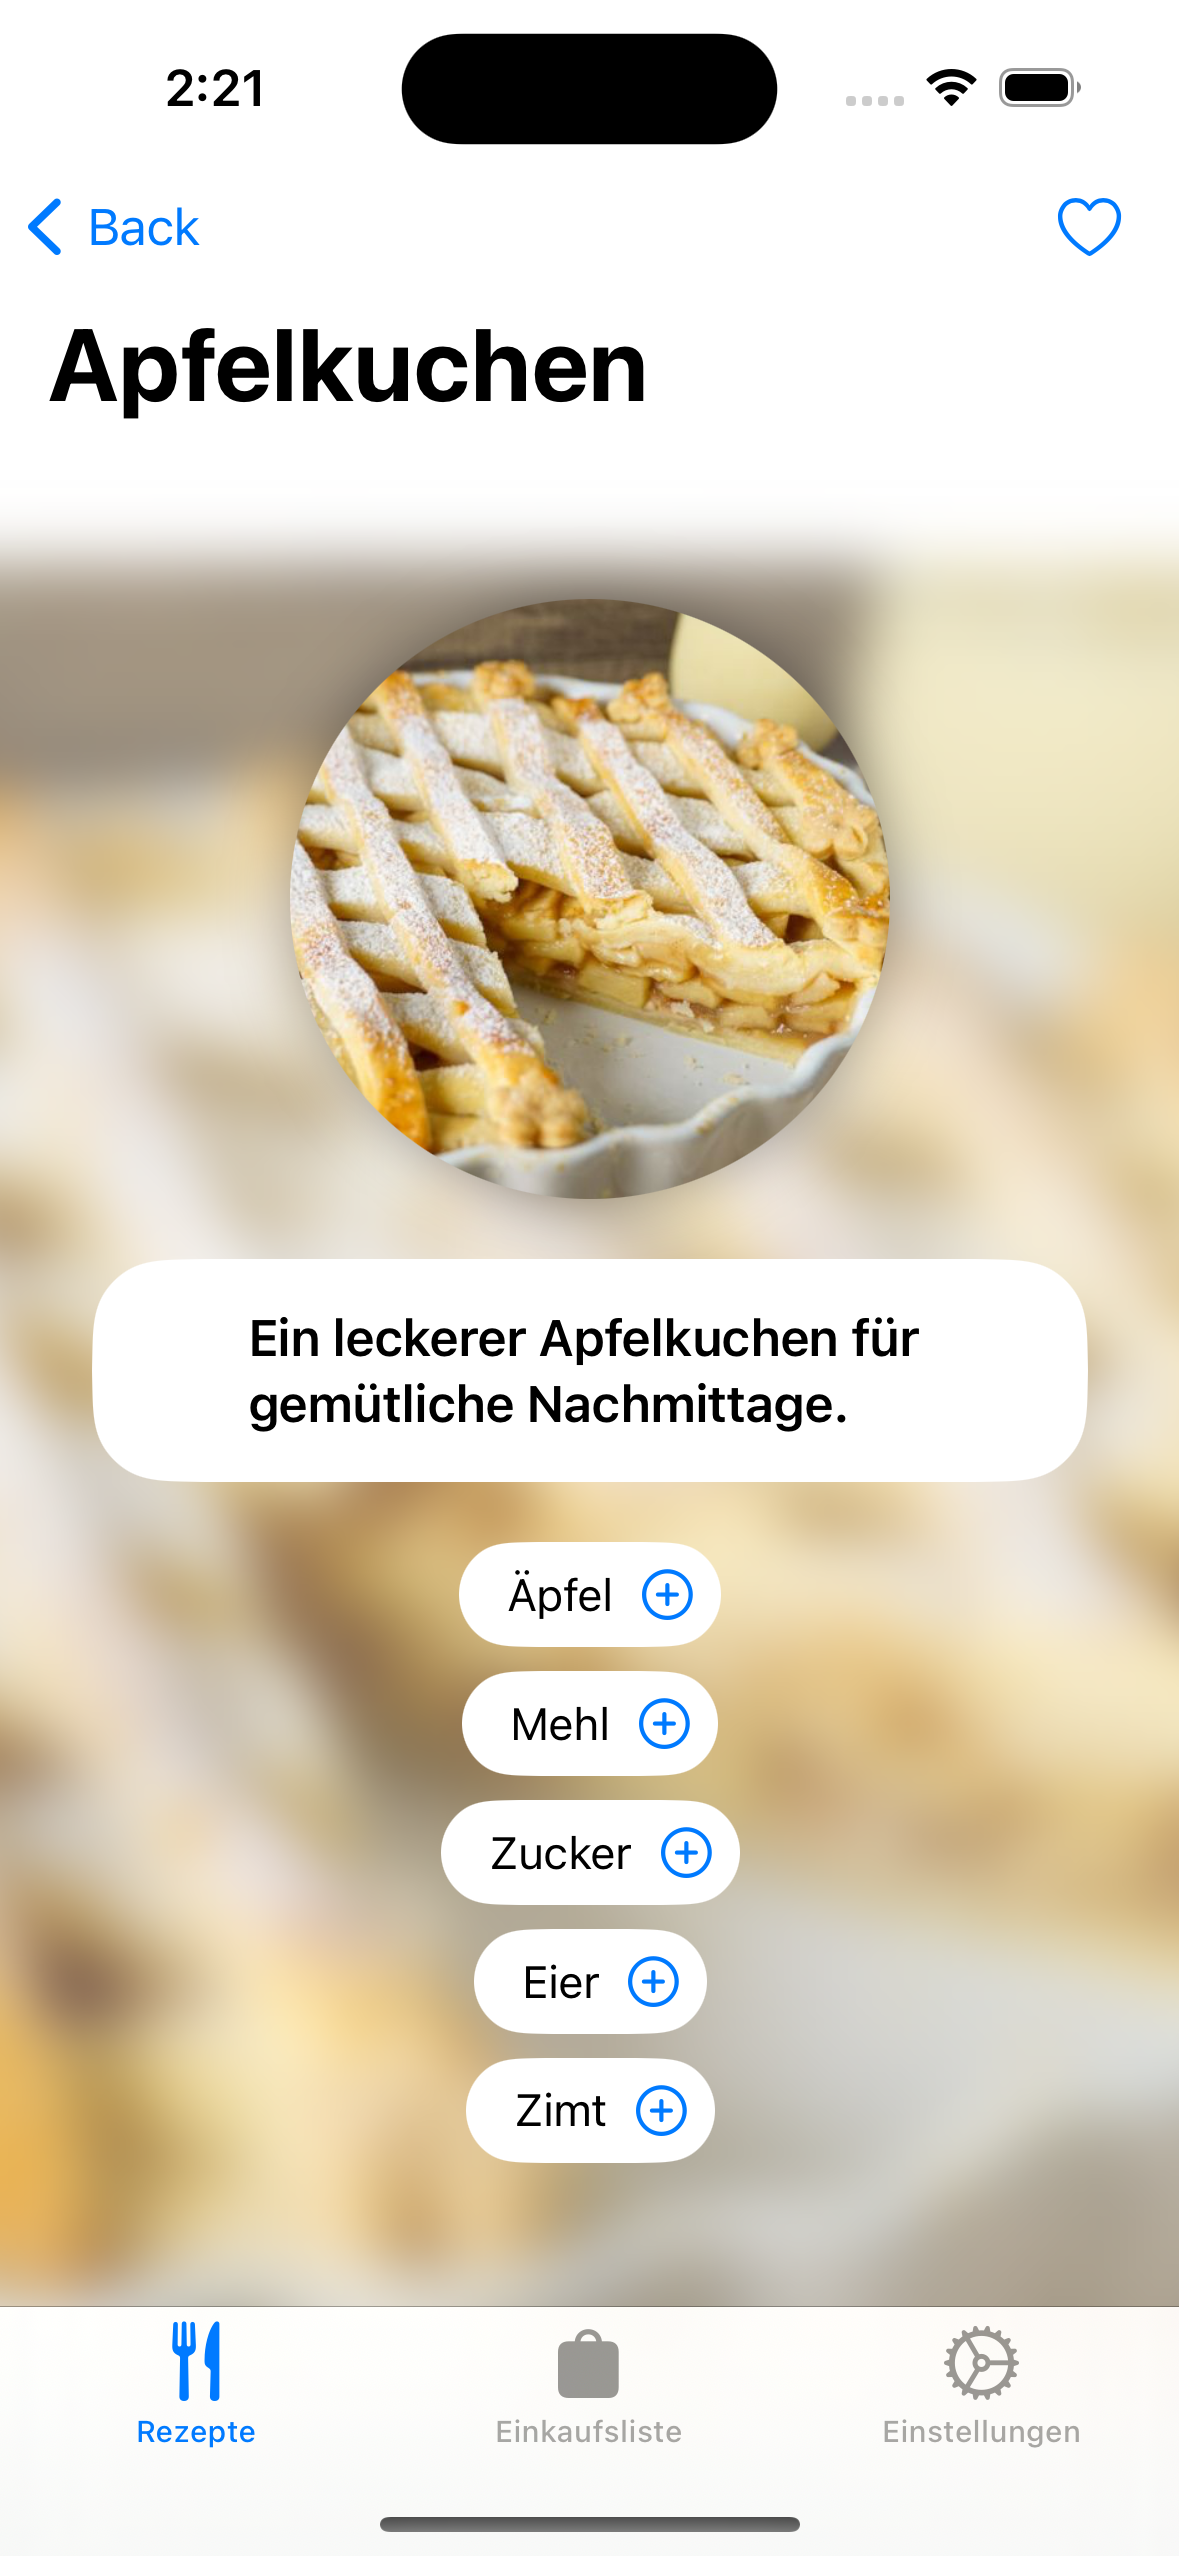 2:21
Back
Apfelkuchen
Ein leckerer Apfelkuchen für
gemütliche Nachmittage.
Äpfel
Mehl
Zucker
Eier
Zimt
Rezepte
Einkaufsliste
Einstellungen